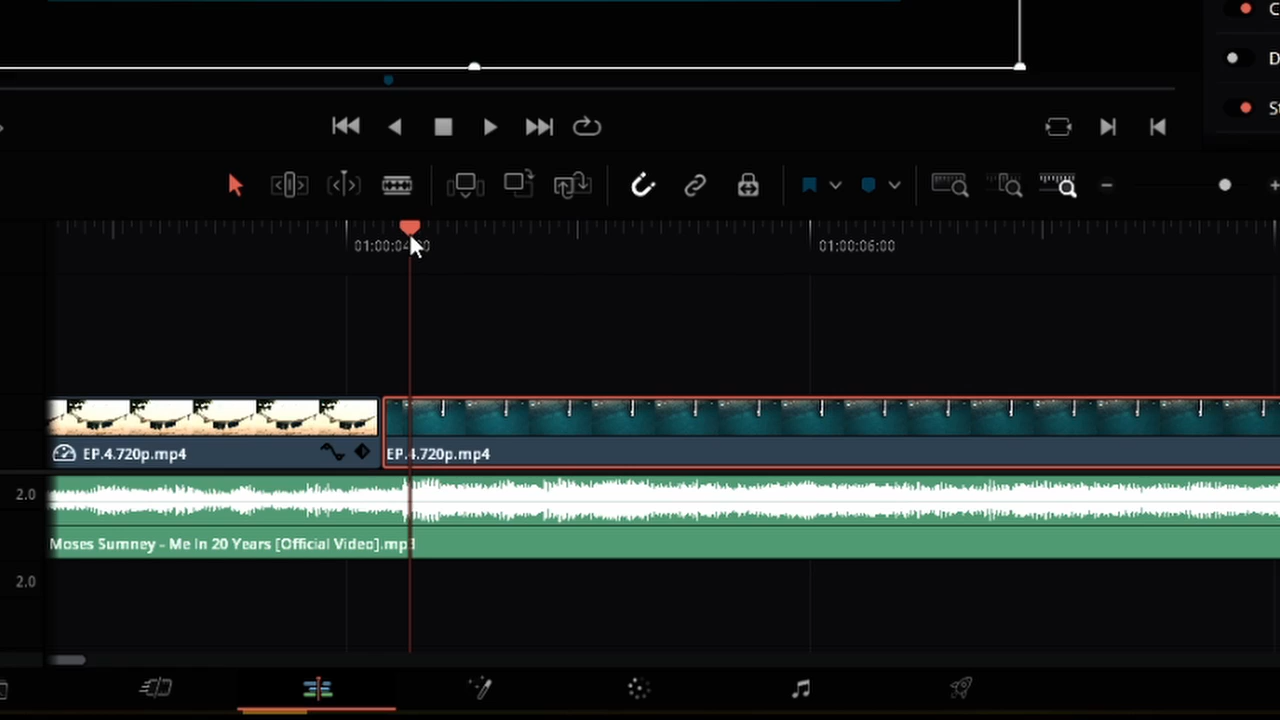 C
D
St
01:00:04:00
01:00:06:00
EP.4.720p.mp4
EP.4.720p.mp4
2.0
Moses Sumney - Me In 20 Years [Official Video].mp3
2.0